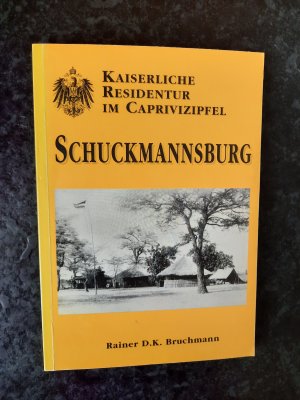 KAISERLICHE
RESIDENTUR
IM CAPRIVIZIPFEL
SCHUCKMANNSBURG
Rainer D.K. Bruchmann